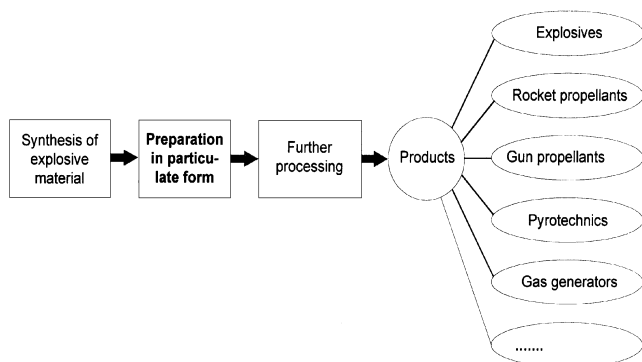 Synthesis of
explosive
material
Preparation
in particu-
late form
Further
processing
Products
Explosives
Rocket propellants
Gun propellants
Pyrotechnics
Gas generators
.......